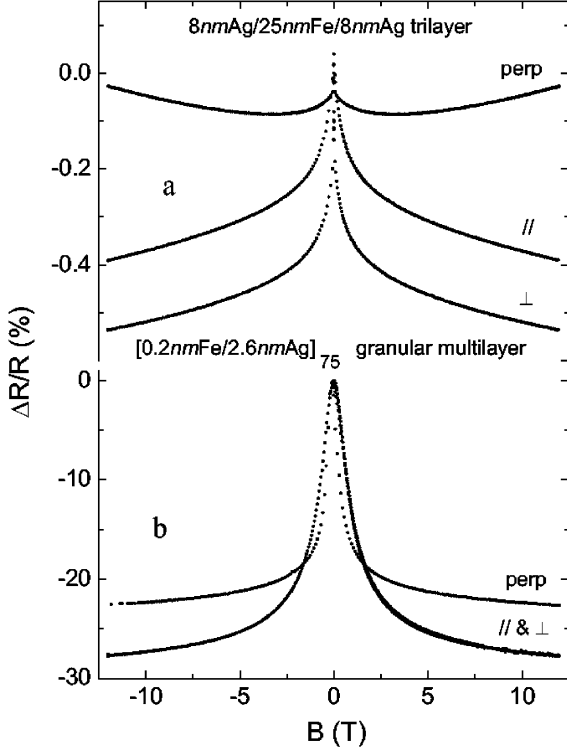 8nmAg/25nmFe/8nmAg trilayer
0.0
perp
-0.2
a
//
-0.4
⊥
ΔR/R (%)
[0.2nmFe/2.6nmAg]75 granular multilayer
0
-10
b
-20
perp
// & ⊥
-30
-10 -5 0 5 10
B (T)